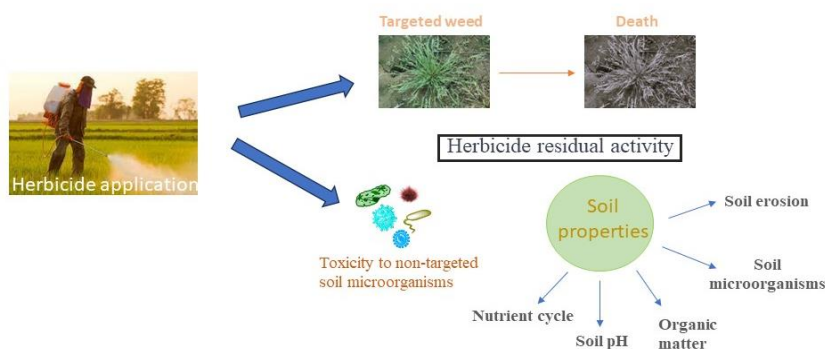 Targeted weed
Death
Herbicide application
Herbicide residual activity
Toxicity to non-targeted
soil microorganisms
Soil
properties
Soil erosion
Soil
microorganisms
Organic
matter
Soil pH
Nutrient cycle